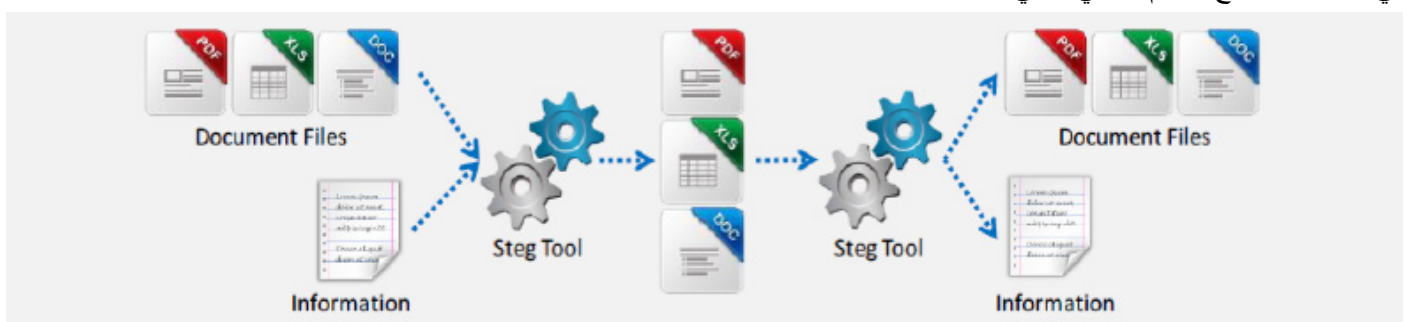 PDF XLS DOC
Document Files
Information
Steg Tool
PDF
XLS
DOC
Steg Tool
PDF XLS DOC
Document Files
Information